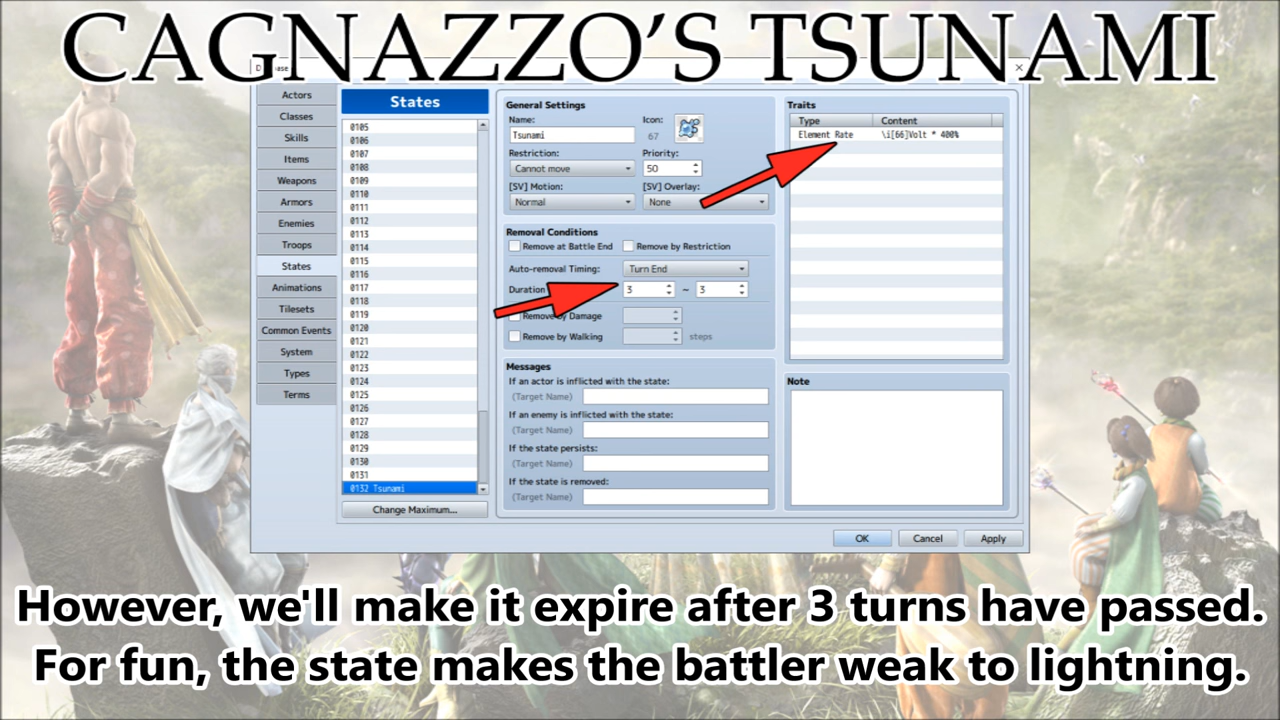 CAGNAZZO'S TSUNAMI
Actors
Classes
Skills
Items
Weapons
Armors
Enemies
Troops
States
Animations
Tilesets
Common Events
System
Types
Terms
States
0105
0106
0107
0108
0109
0110
0111
0112
0113
0114
0115
0116
0117
0118
0119
0120
0121
0122
0123
0124
0125
0126
0127
0128
0129
0130
0131
0132 Tsunami
Change Maximum...
General Settings
Name: Icon:
Tsunami 67
Restriction: Priority:
Cannot move 50
[SV] Motion: [SV] Overlay:
Normal None
Removal Conditions
Remove at Battle End Remove by Restriction
Auto-removal Timing: Turn End
Duration 3 ~ 3
Remove by Damage
Remove by Walking steps
Messages
If an actor is inflicted with the state:
(Target Name)
If an enemy is inflicted with the state:
(Target Name)
If the state persists:
(Target Name)
If the state is removed:
(Target Name)
Traits
Type Content
Element Rate \i[66]Volt * 400%
Note
OK Cancel Apply
However, we'll make it expire after 3 turns have passed.
For fun, the state makes the battler weak to lightning.